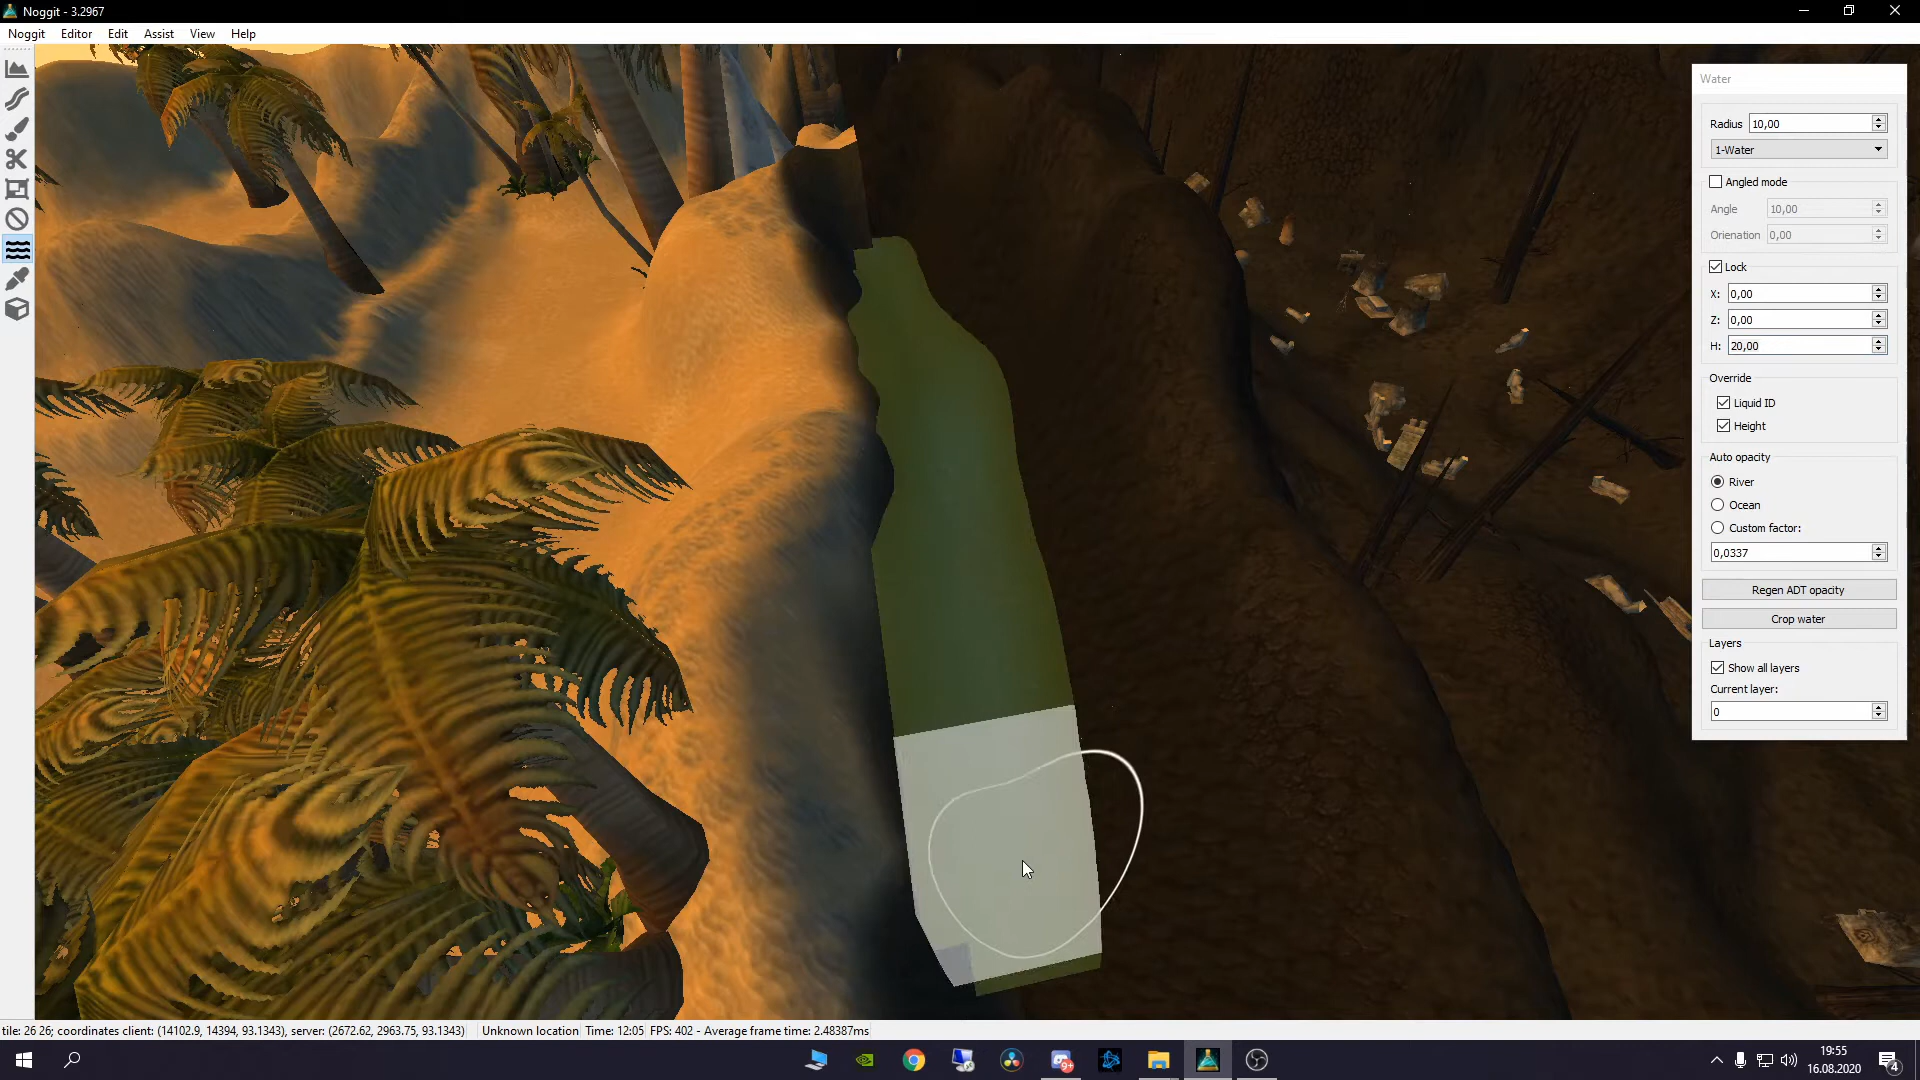 Noggit - 3.2967
Noggit Editor Edit Assist View Help
Water
Radius 10,00
1-Water
Angled mode
Angle 10,00
Orienation 0,00
Lock
X: 0,00
Z: 0,00
H: 20,00
Override
Liquid ID
Height
Auto opacity
River
Ocean
Custom factor:
0,0337
Regen ADT opacity
Crop water
Layers
Show all layers
Current layer:
0
tile: 26 26; coordinates client: (14102.9, 14394, 93.1343), server: (2672.62, 2963.75, 93.1343) Unknown location Time: 12:05 FPS: 402 - Average frame time: 2.48387ms
9+
19:55
16.08.2020
4